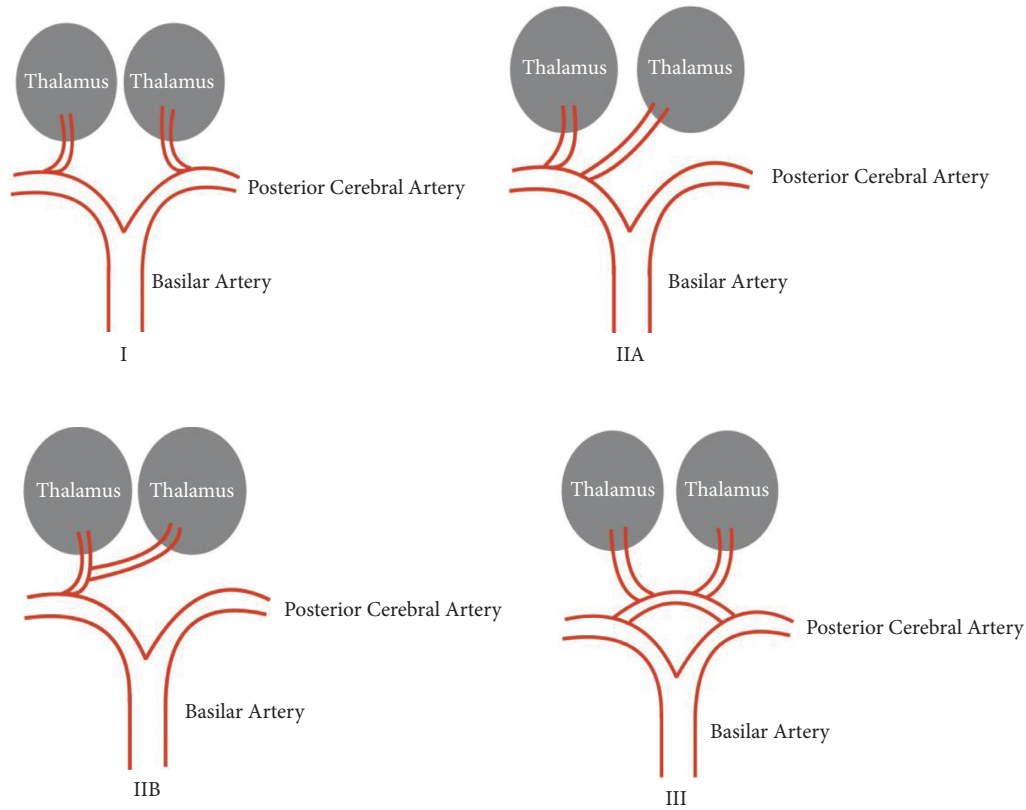 Thalamus
Thalamus
Posterior Cerebral Artery
Basilar Artery
I
Thalamus
Thalamus
Posterior Cerebral Artery
Basilar Artery
IIA
Thalamus
Thalamus
Posterior Cerebral Artery
Basilar Artery
IIB
Thalamus
Thalamus
Posterior Cerebral Artery
Basilar Artery
III